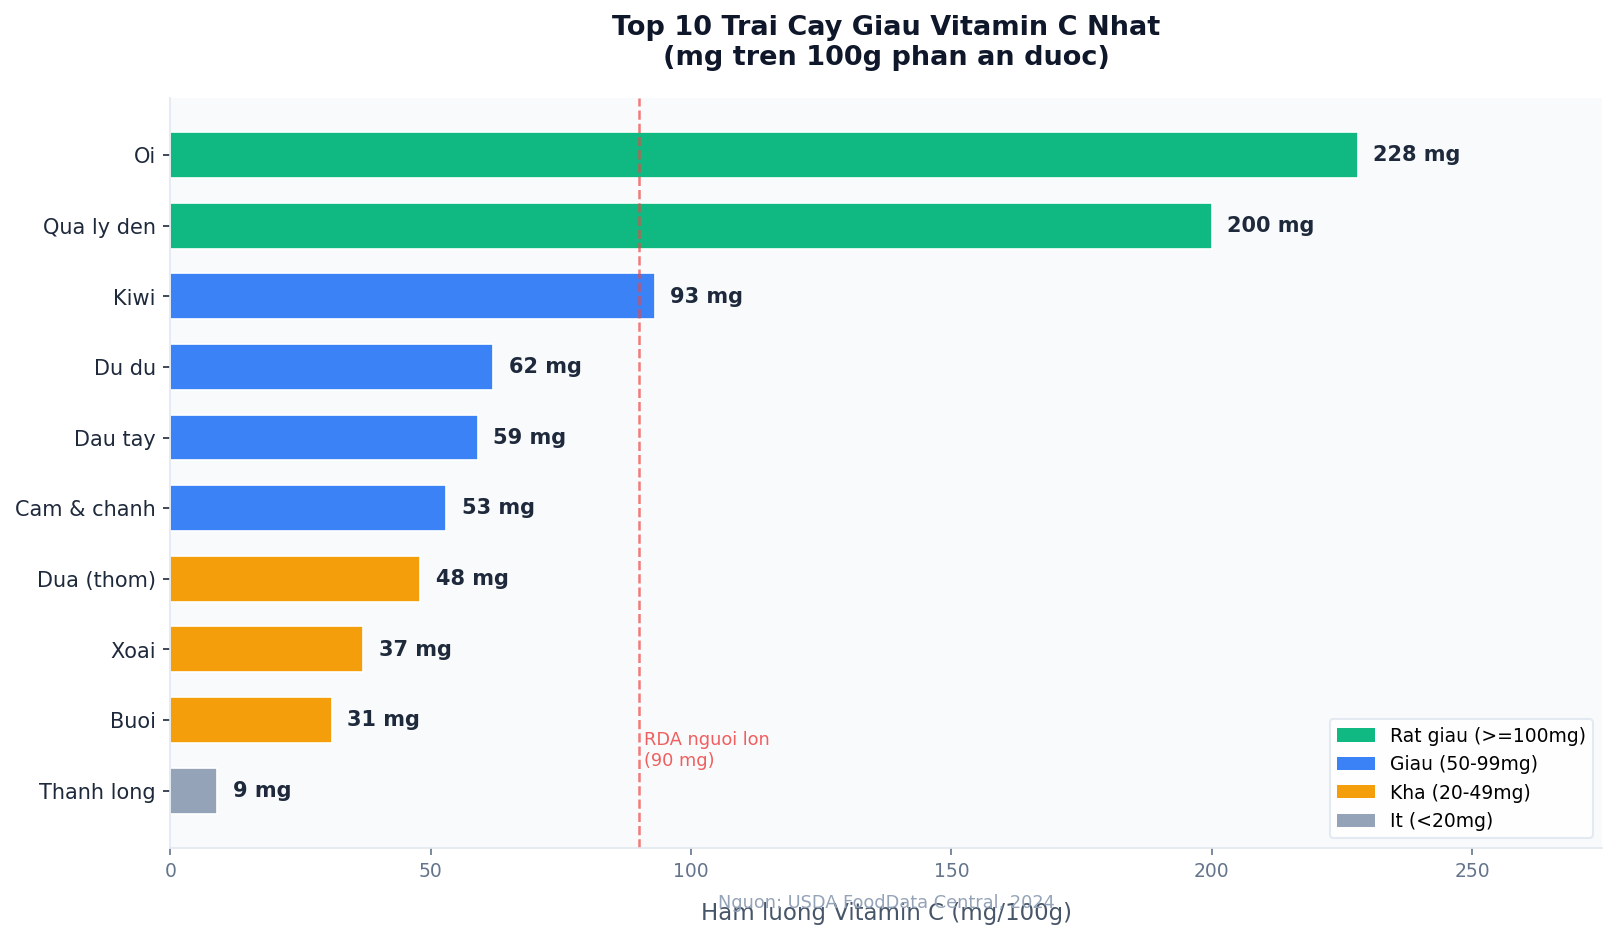 Top 10 Trai Cay Giau Vitamin C Nhat
(mg tren 100g phan an duoc)
Oi
228 mg
Qua ly den
200 mg
Kiwi
93 mg
Du du
62 mg
Dau tay
59 mg
Cam & chanh
53 mg
Dua (thom)
48 mg
Xoai
37 mg
Buoi
31 mg
RDA nguoi lon
(90 mg)
Thanh long
9 mg
Rat giau (>=100mg)
Giau (50-99mg)
Kha (20-49mg)
It (<20mg)
0 50 100 150 200 250
Nguon: USDA FoodData Central, 2024
Ham luong Vitamin C (mg/100g)